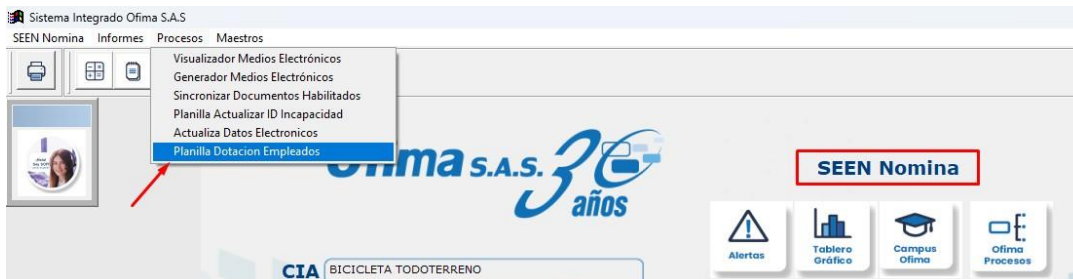 Sistema Integrado Ofima S.A.S
SEEN Nomina Informes Procesos Maestros
Visualizador Medios Electrónicos
Generador Medios Electrónicos
Sincronizar Documentos Habilitados
Planilla Actualizar ID Incapacidad
Actualiza Datos Electronicos
Planilla Dotacion Empleados
Ofima S.A.S. 30
años
SEEN Nomina
Alertas
Tablero
Gráfico
Campus
Ofima
Ofima
Procesos
CIA BICICLETA TODOTERRENO